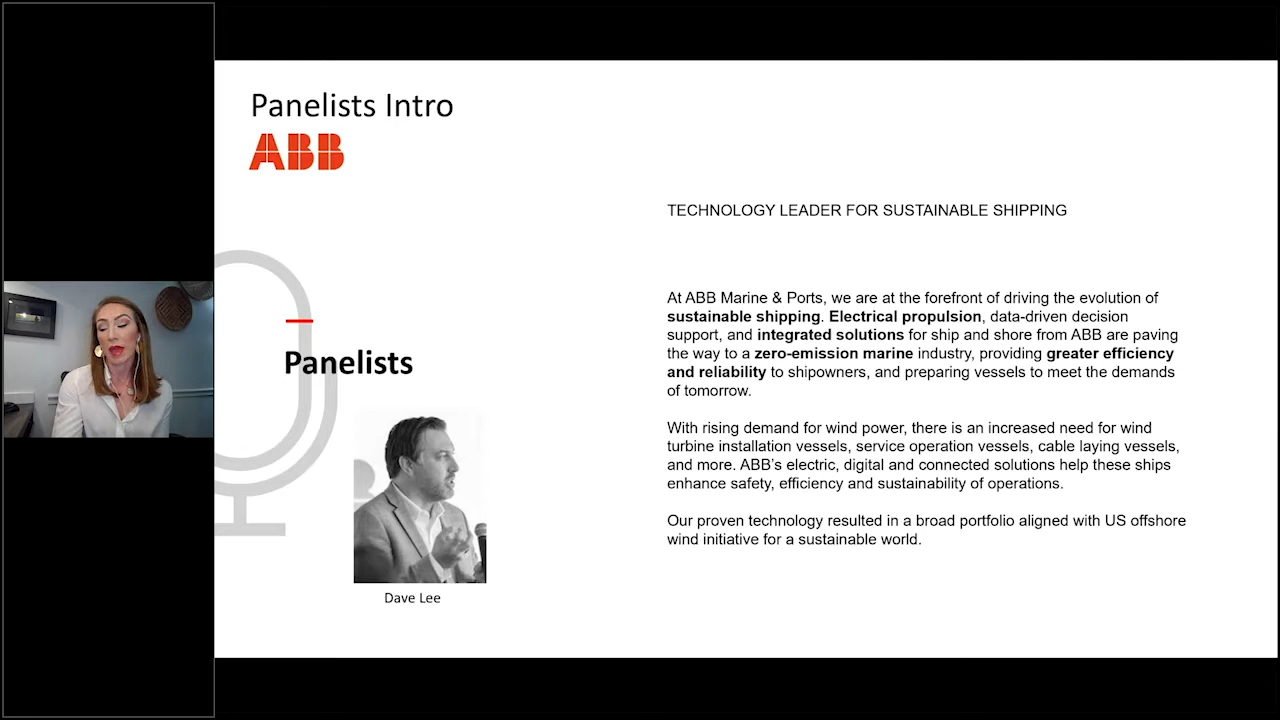 Panelists Intro
ABB
TECHNOLOGY LEADER FOR SUSTAINABLE SHIPPING
Panelists
Dave Lee
At ABB Marine & Ports, we are at the forefront of driving the evolution of
sustainable shipping. Electrical propulsion, data-driven decision
support, and integrated solutions for ship and shore from ABB are paving
the way to a zero-emission marine industry, providing greater efficiency
and reliability to shipowners, and preparing vessels to meet the demands
of tomorrow.
With rising demand for wind power, there is an increased need for wind
turbine installation vessels, service operation vessels, cable laying vessels,
and more. ABB’s electric, digital and connected solutions help these ships
enhance safety, efficiency and sustainability of operations.
Our proven technology resulted in a broad portfolio aligned with US offshore
wind initiative for a sustainable world.